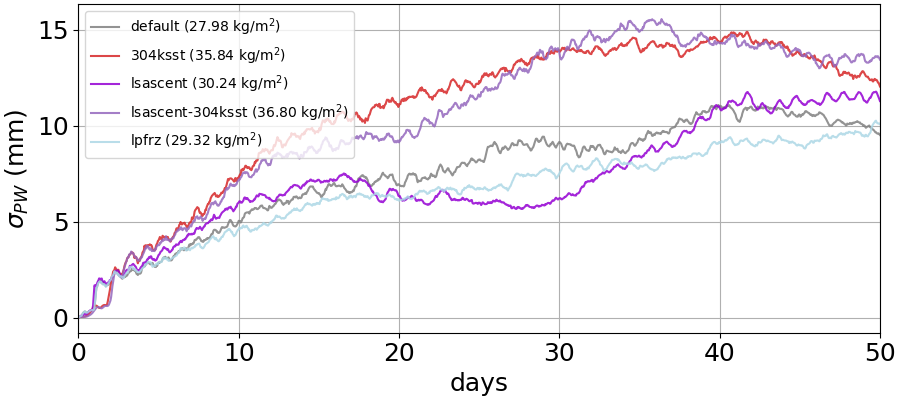 default (27.98 kg/m²)
304ksst (35.84 kg/m²)
lsascent (30.24 kg/m²)
lsascent-304ksst (36.80 kg/m²)
lpfrz (29.32 kg/m²)
15
10
5
0
σPW (mm)
0 10 20 30 40 50
days